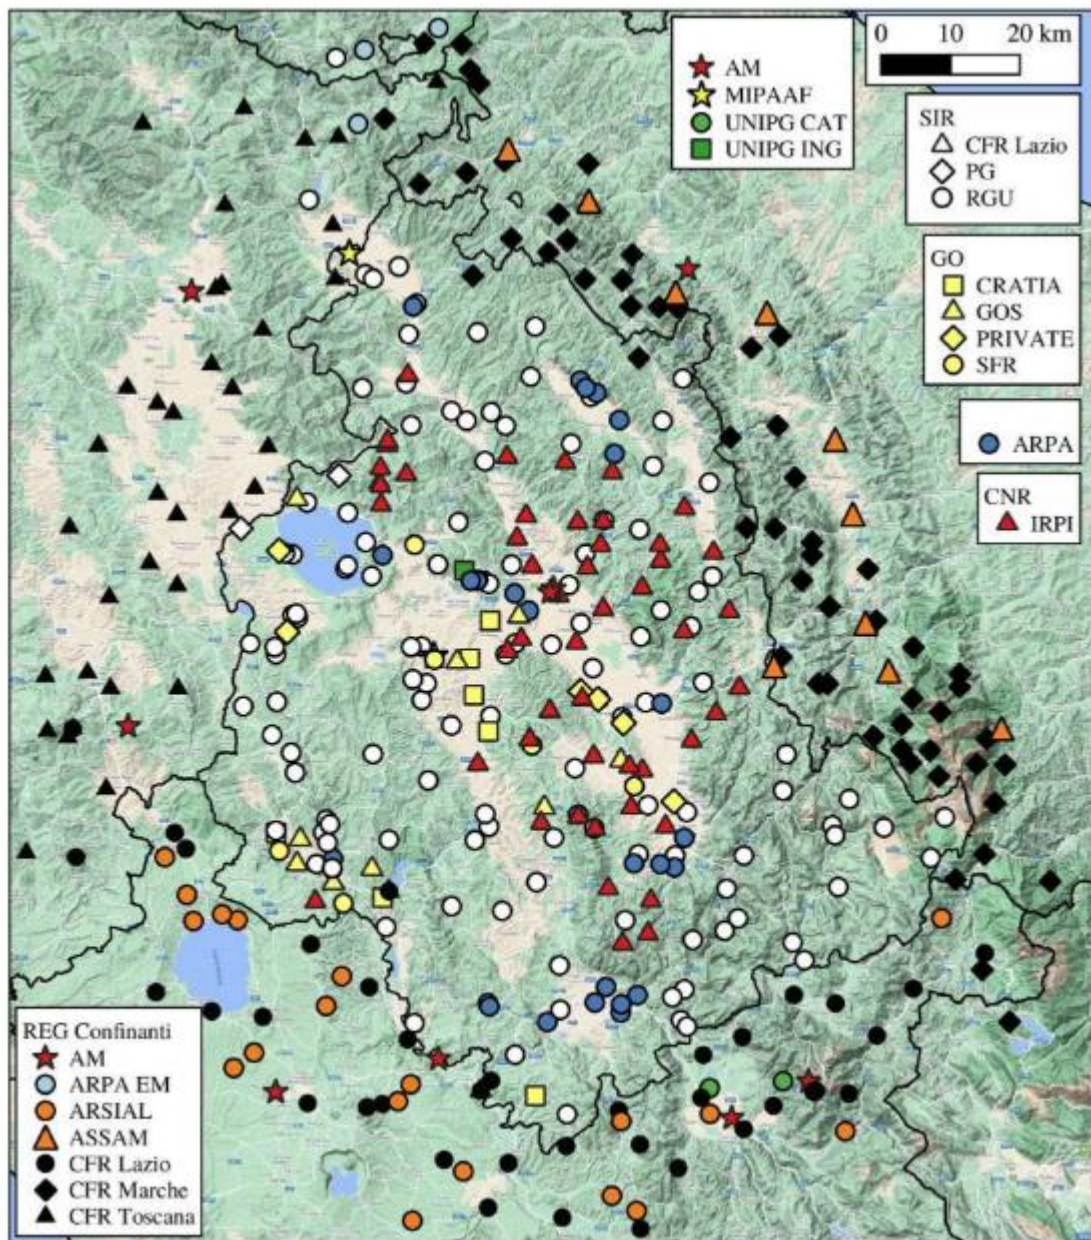 AM
MIPAAF
UNIPG CAT
UNIPG ING
0 10 20 km
SIR
CFR Lazio
PG
RGU
GO
CRATIA
GOS
PRIVATE
SFR
ARPA
CNR
IRPI
REG Confinanti
AM
ARPA EM
ARSIAL
ASSAM
CFR Lazio
CFR Marche
CFR Toscana